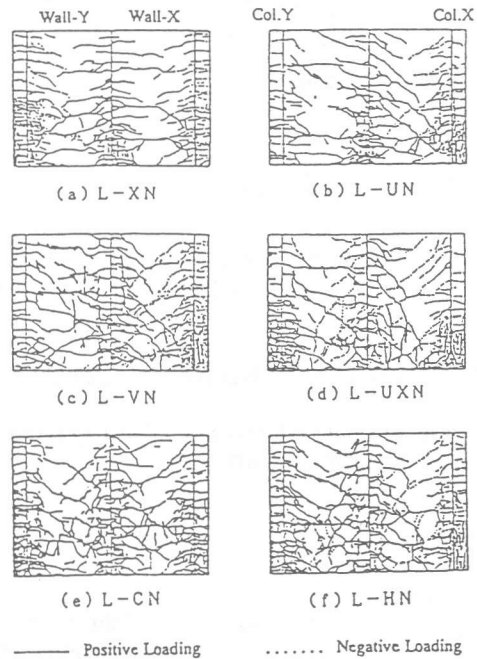 Wall-Y Wall-X Col.Y Col.X
(a) L-XN (b) L-UN
(c) L-VN (d) L-UXN
(e) L-CN (f) L-HN
Positive Loading Negative Loading